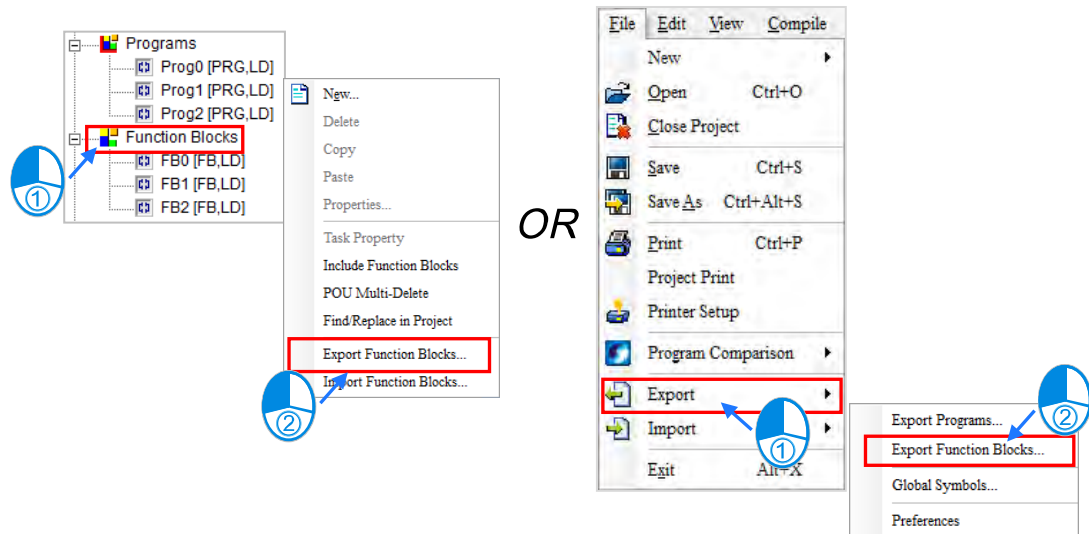 Programs
Prog0 [PRG,LD]
Prog1 [PRG,LD]
Prog2 [PRG,LD]
Function Blocks
FB0 [FB,LD]
FB1 [FB,LD]
FB2 [FB,LD]
①
New...
Delete
Copy
Paste
Properties...
Task Property
Include Function Blocks
POU Multi-Delete
Find/Replace in Project
Export Function Blocks...
Import Function Blocks...
②
OR
File Edit View Compile
New
Open Ctrl+O
Close Project
Save Ctrl+S
Save As Ctrl+Alt+S
Print Ctrl+P
Project Print
Printer Setup
Program Comparison
Export
Import
Exit Alt+X
①
Export Programs...
Export Function Blocks...
Global Symbols...
Preferences
②